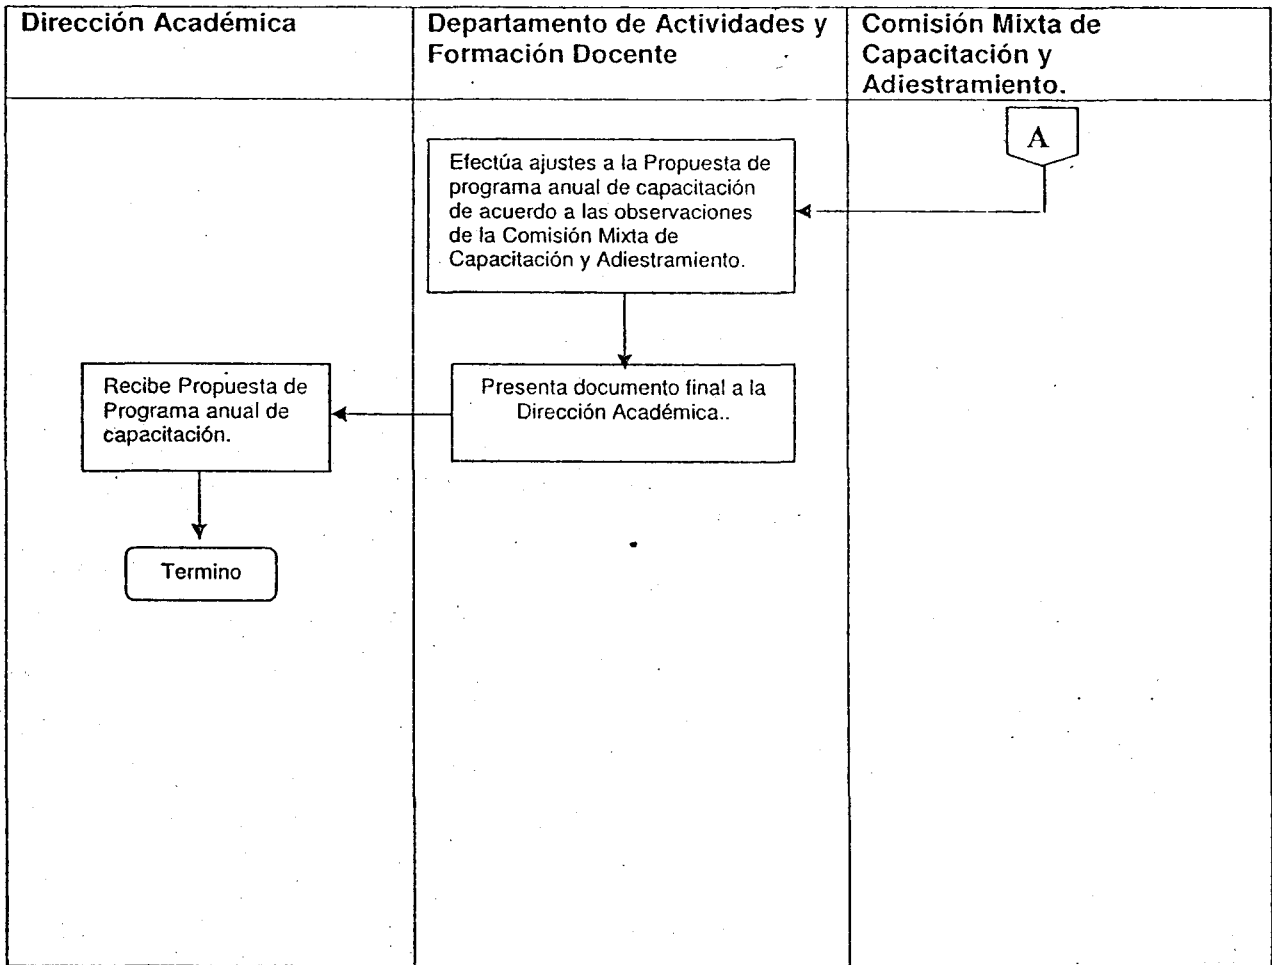 Dirección Académica
Departamento de Actividades y
Formación Docente
Comisión Mixta de
Capacitación y
Adiestramiento.
A
Efectúa ajustes a la Propuesta de
programa anual de capacitación
de acuerdo a las observaciones
de la Comisión Mixta de
Capacitación y Adiestramiento.
Presenta documento final a la
Dirección Académica..
Recibe Propuesta de
Programa anual de
capacitación.
Termino